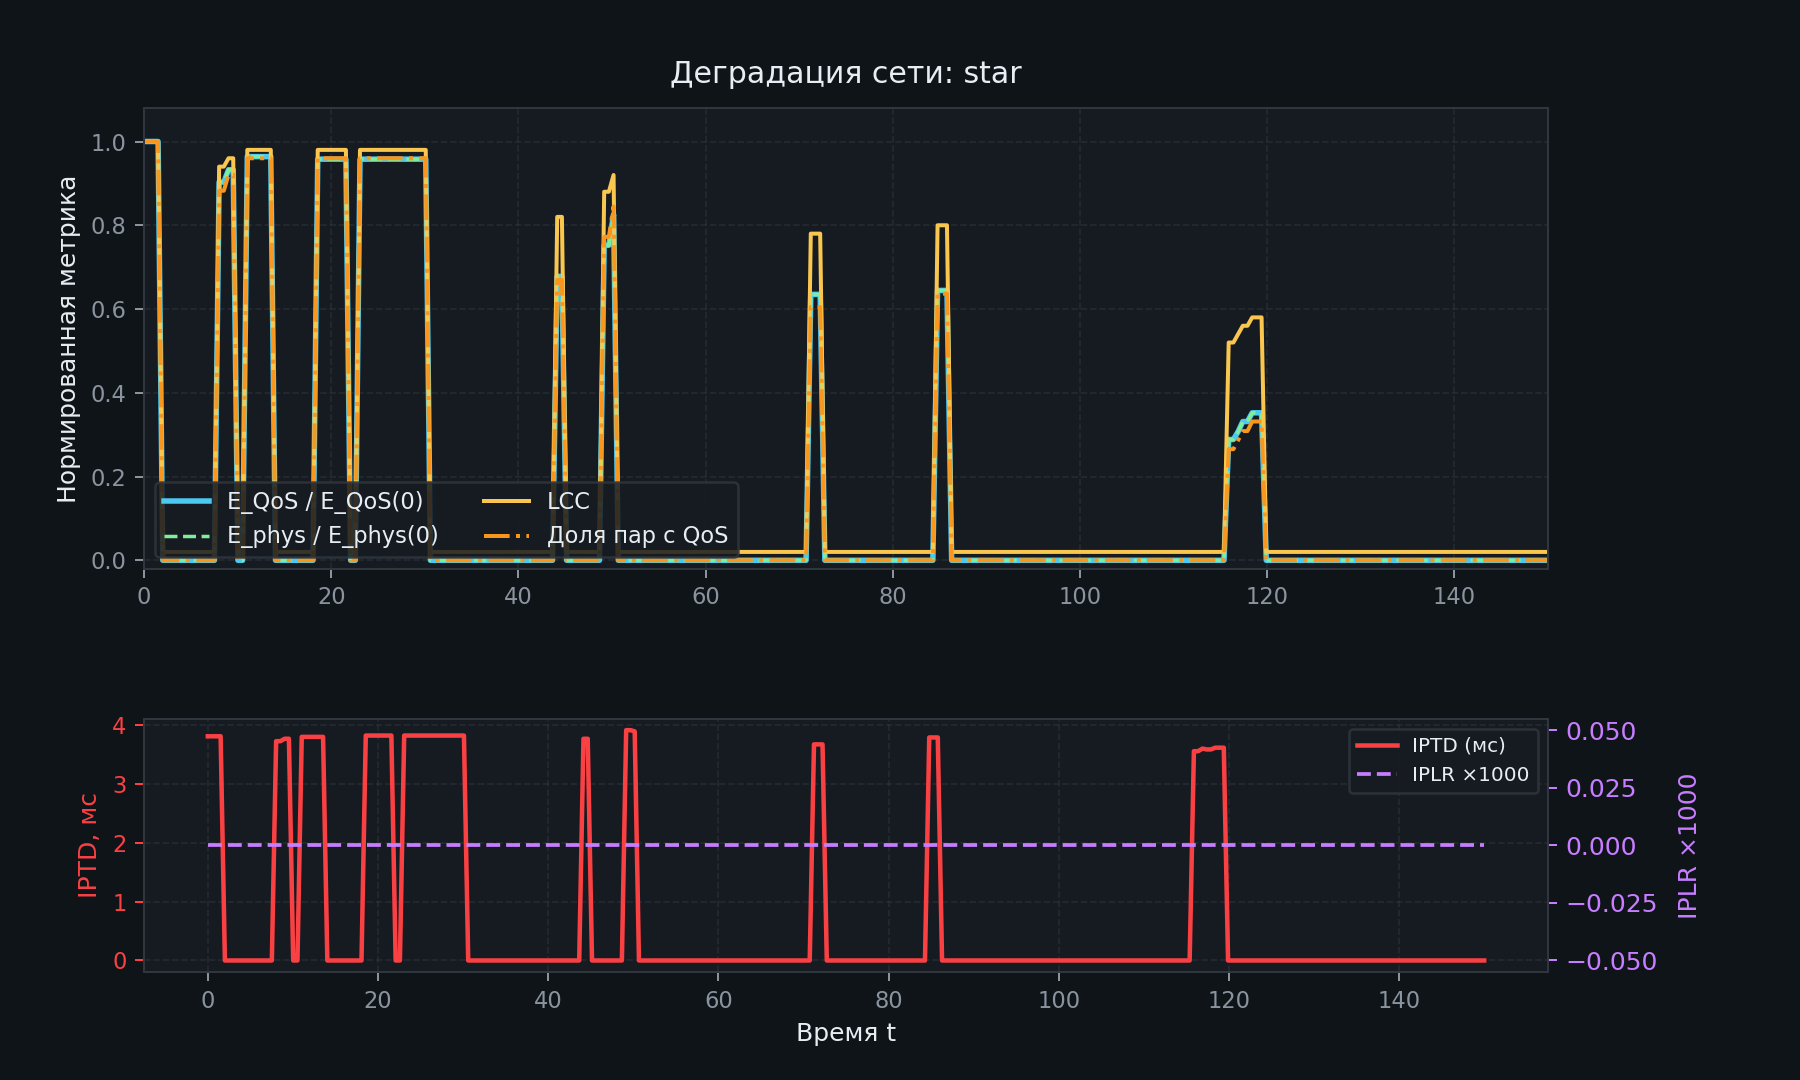 Деградация сети: star
Нормированная метрика
1.0
0.8
0.6
0.4
0.2
0.0
E_QoS / E_QoS(0)
E_phys / E_phys(0)
LCC
Доля пар с QoS
0 20 40 60 80 100 120 140
IPTD, мс
4
3
2
1
0
IPTD (мс)
IPLR ×1000
0.050
0.025
0.000
−0.025
−0.050
IPLR ×1000
0 20 40 60 80 100 120 140
Время t